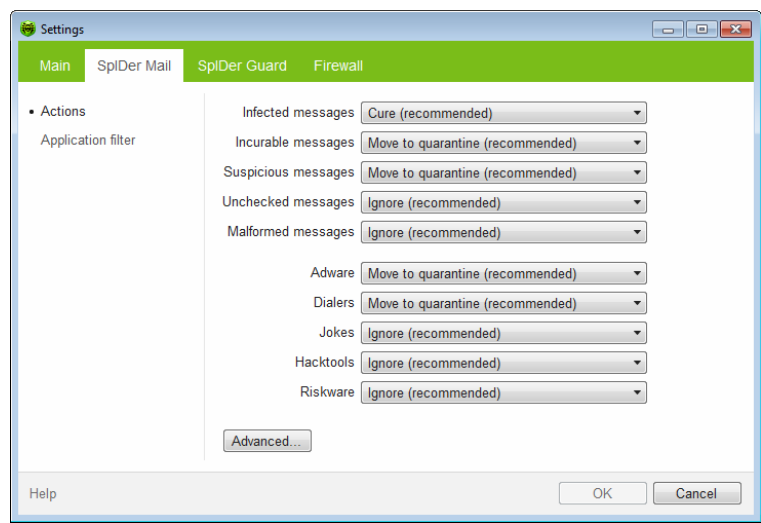 Settings
Main SpIDer Mail SpIDer Guard Firewall
• Actions
Application filter
Infected messages Cure (recommended)
Incurable messages Move to quarantine (recommended)
Suspicious messages Move to quarantine (recommended)
Unchecked messages Ignore (recommended)
Malformed messages Ignore (recommended)
Adware Move to quarantine (recommended)
Dialers Move to quarantine (recommended)
Jokes Ignore (recommended)
Hacktools Ignore (recommended)
Riskware Ignore (recommended)
Advanced...
Help OK Cancel